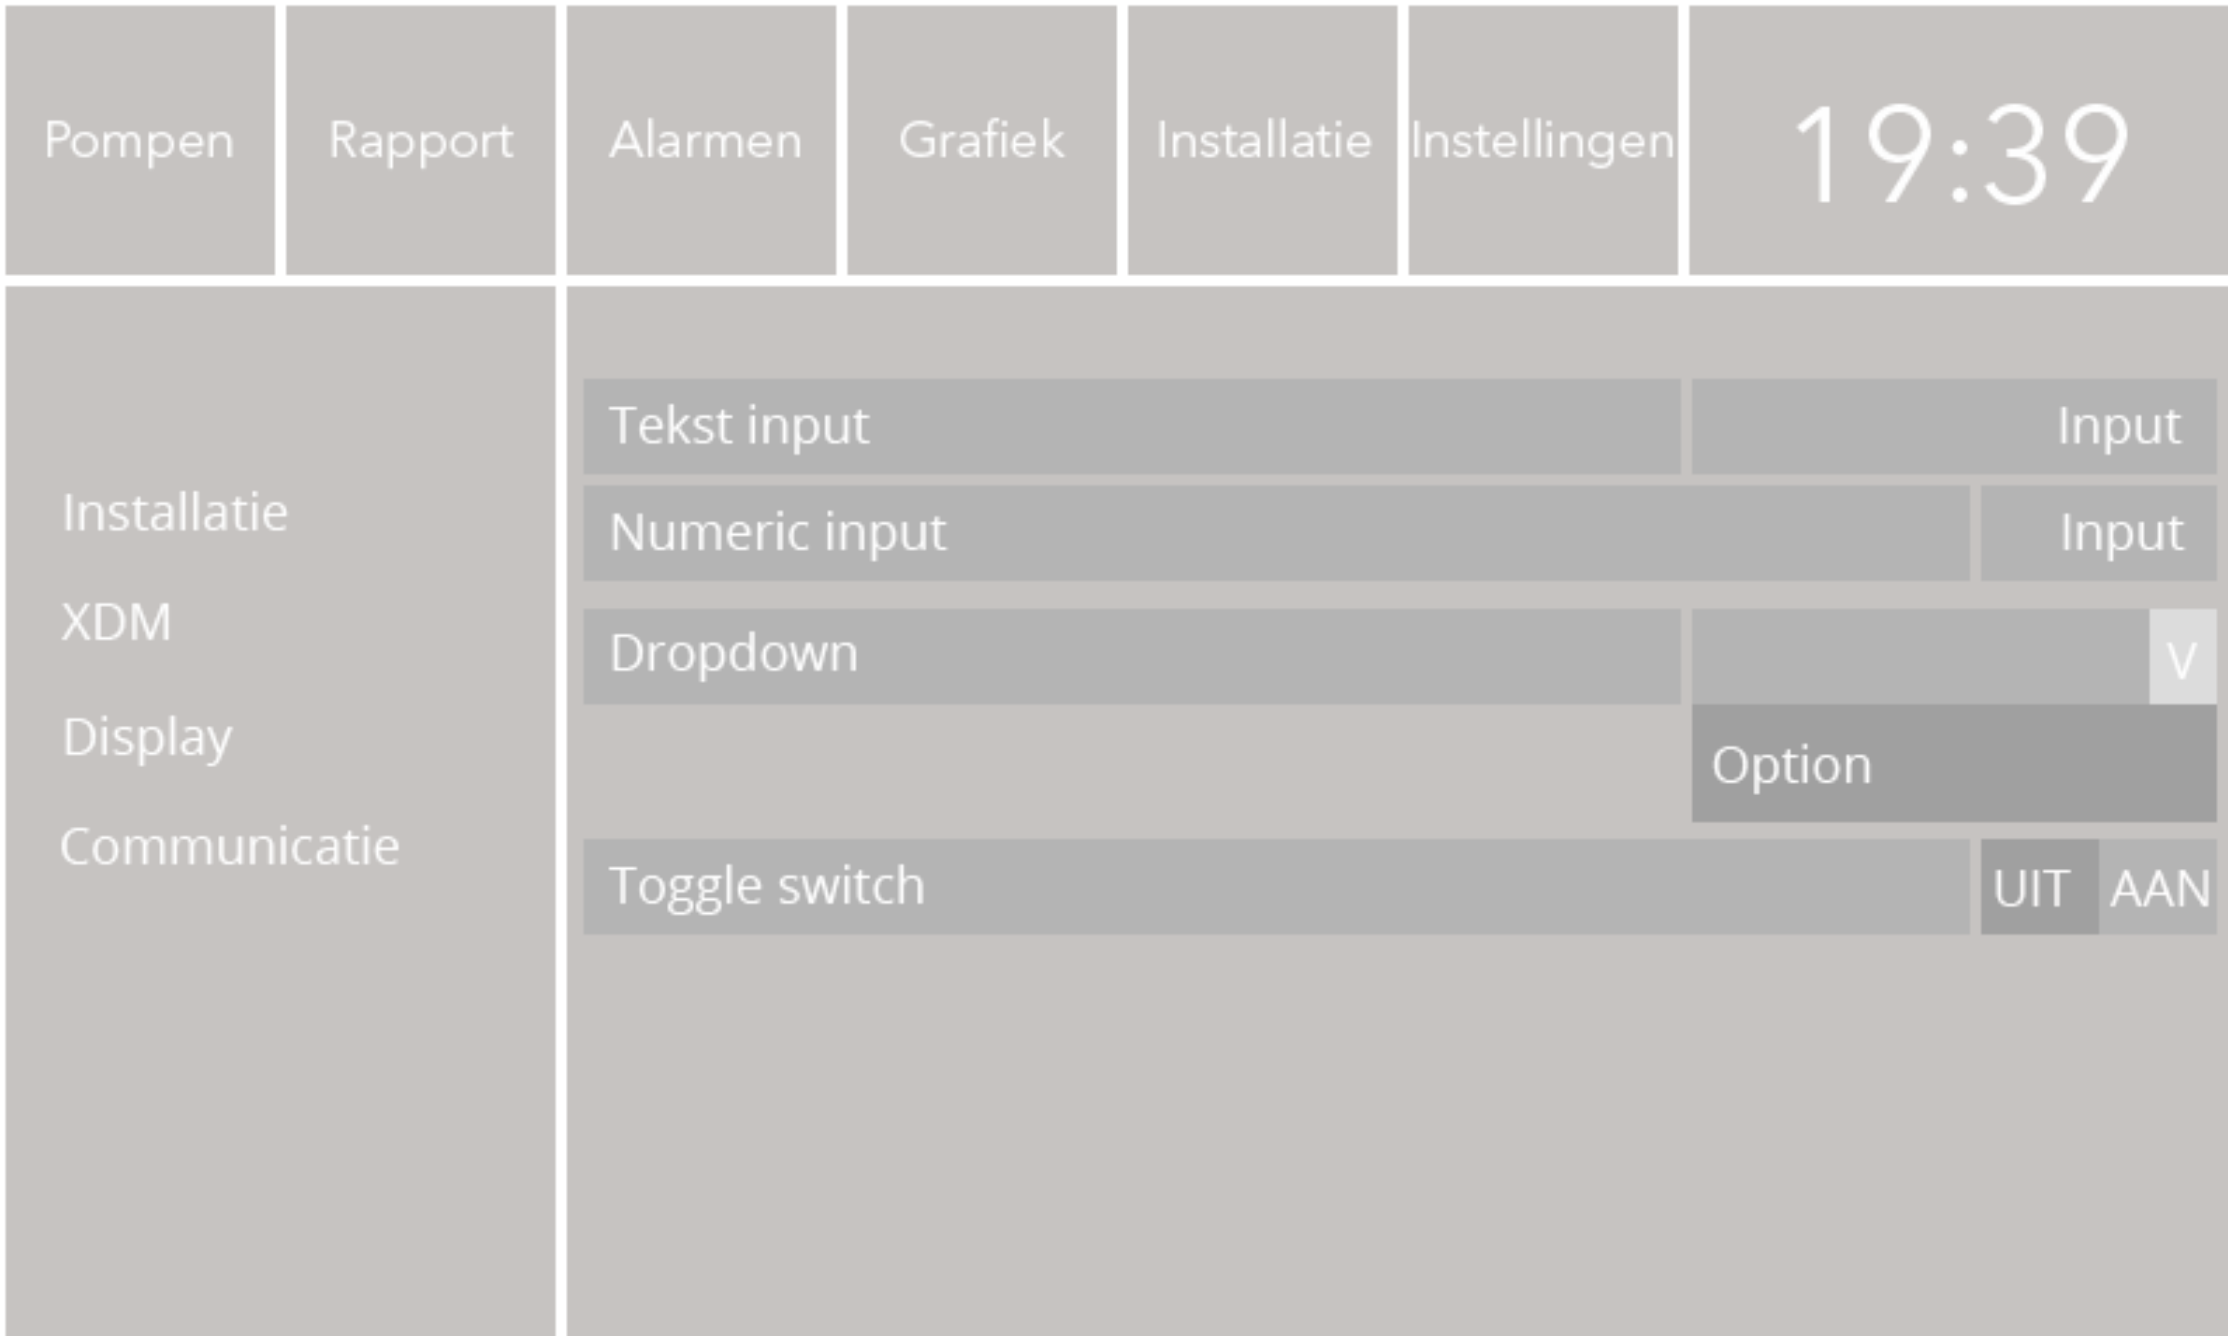 Pompen
Rapport
Alarmen
Grafiek
Installatie
Instellingen
19:39
Installatie
XDM
Display
Communicatie
Tekst input
Input
Numeric input
Input
Dropdown
V
Option
Toggle switch
UIT
AAN